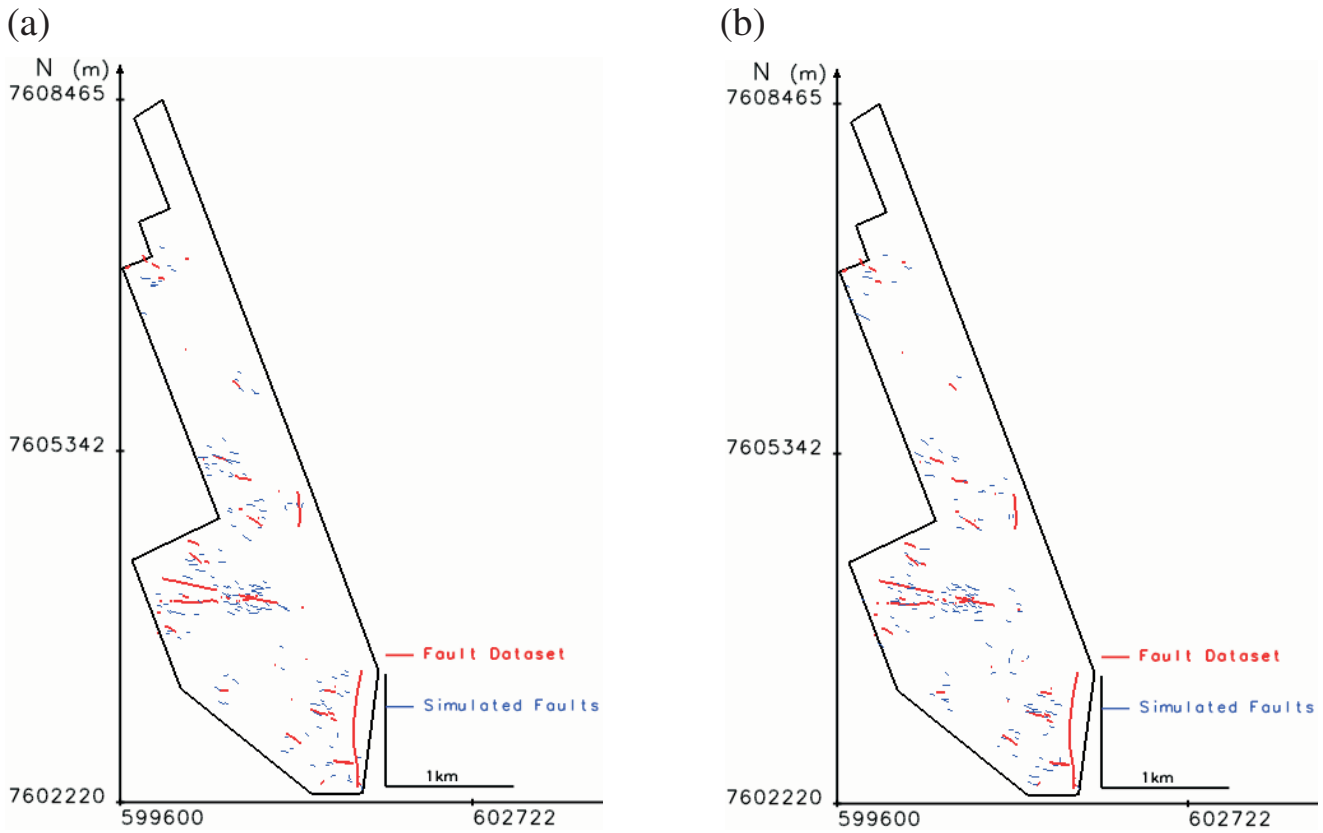 (a)
N (m)
7608465
7605342
7602220
599600
602722
Fault Dataset
Simulated Faults
1km
(b)
N (m)
7608465
7605342
7602220
599600
602722
Fault Dataset
Simulated Faults
1km